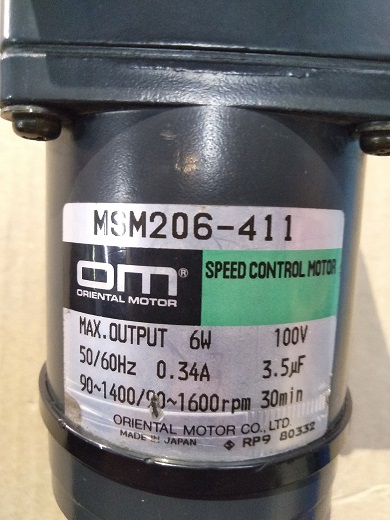 MSM206-411
om®
ORIENTAL MOTOR
SPEED CONTROL MOTOR
MAX. OUTPUT 6W 100V
50/60Hz 0.34A 3.5µF
90~1400/90~1600rpm 30min
ORIENTAL MOTOR CO., LTD.
MADE IN JAPAN RP9 80332